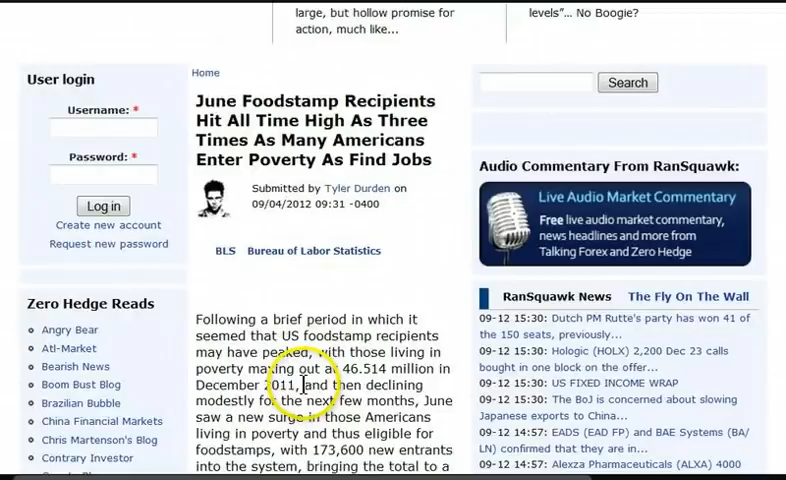 large, but hollow promise for
action, much like...
levels”... No Boogie?
User login
Username: *
Password: *
Log in
Create new account
Request new password
Zero Hedge Reads
Angry Bear
Atl-Market
Bearish News
Boom Bust Blog
Brazilian Bubble
China Financial Markets
Chris Martenson's Blog
Contrary Investor
Home
June Foodstamp Recipients
Hit All Time High As Three
Times As Many Americans
Enter Poverty As Find Jobs
Submitted by Tyler Durden on
09/04/2012 09:31 -0400
BLS Bureau of Labor Statistics
Following a brief period in which it
seemed that US foodstamp recipients
may have peaked, with those living in
poverty maxing out at 46.514 million in
December 2011, and then declining
modestly for the next few months, June
saw a new surge in those Americans
living in poverty and thus eligible for
foodstamps, with 173,600 new entrants
into the system, bringing the total to a
Search
Audio Commentary From RanSquawk:
Live Audio Market Commentary
Free live audio market commentary,
news headlines and more from
Talking Forex and Zero Hedge
RanSquawk News The Fly On The Wall
09-12 15:30: Dutch PM Rutte's party has won 41 of
the 150 seats, previously...
09-12 15:30: Hologic (HOLX) 2,200 Dec 23 calls
bought in one block on the offer...
09-12 15:30: US FIXED INCOME WRAP
09-12 15:30: The BoJ is concerned about slowing
Japanese exports to China...
09-12 14:57: EADS (EAD FP) and BAE Systems (BA/
LN) confirmed that they are in...
09-12 14:57: Alexza Pharmaceuticals (ALXA) 4000